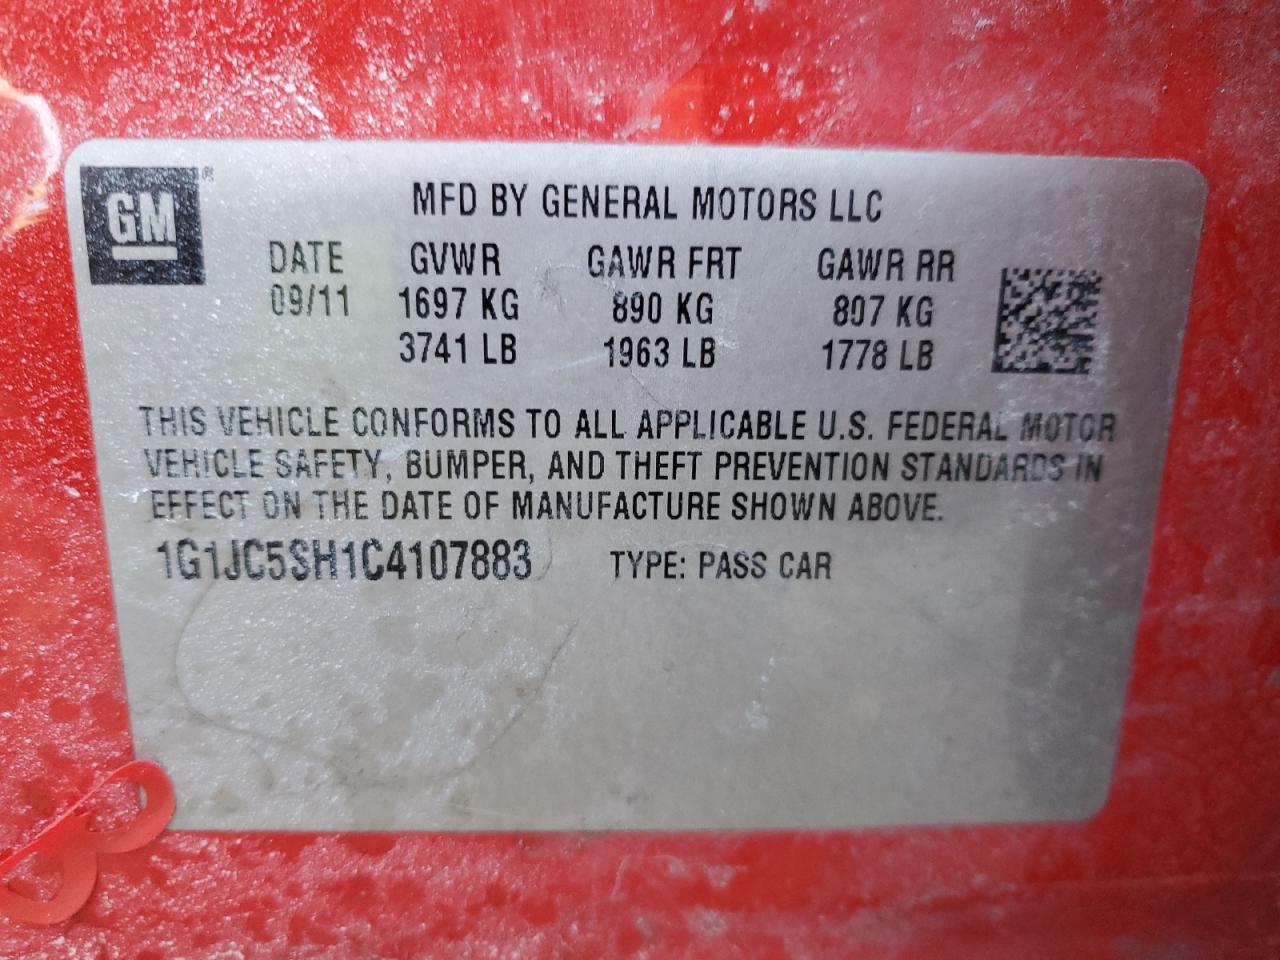 GM®
MFD BY GENERAL MOTORS LLC
DATE GVWR GAWR FRT GAWR RR
09/11 1697 KG 890 KG 807 KG
3741 LB 1963 LB 1778 LB
THIS VEHICLE CONFORMS TO ALL APPLICABLE U.S. FEDERAL MOTOR
VEHICLE SAFETY, BUMPER, AND THEFT PREVENTION STANDARDS IN
EFFECT ON THE DATE OF MANUFACTURE SHOWN ABOVE.
1G1JC5SH1C4107883 TYPE: PASS CAR